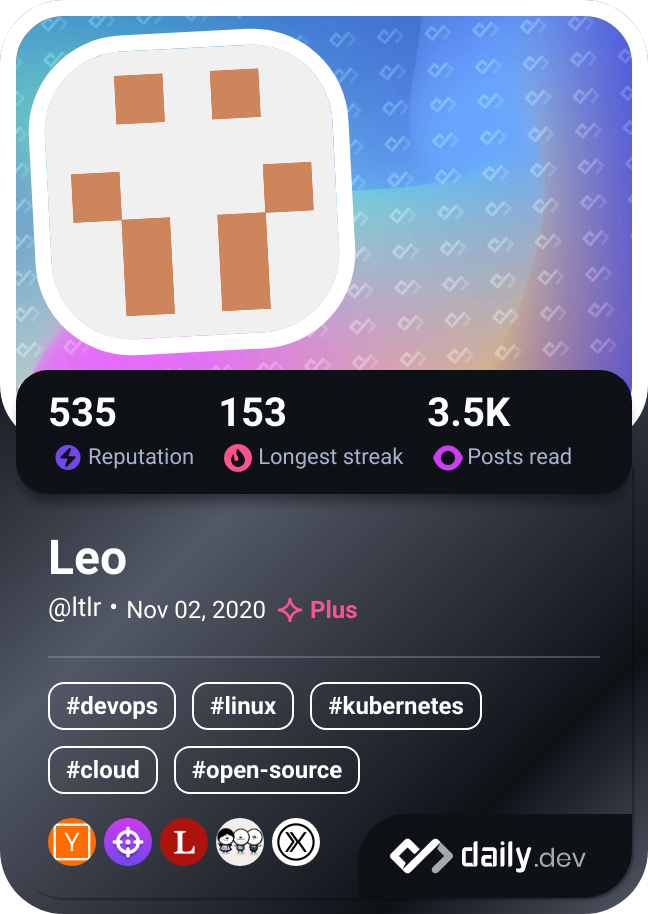 535 153 3.5K
Reputation Longest streak Posts read
Leo
@ltlr • Nov 02, 2020 Plus
#devops #linux #kubernetes
#cloud #open-source
Y L X daily.dev